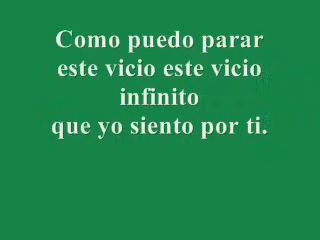 Como puedo parar
este vicio este vicio
infinito
que yo siento por ti.